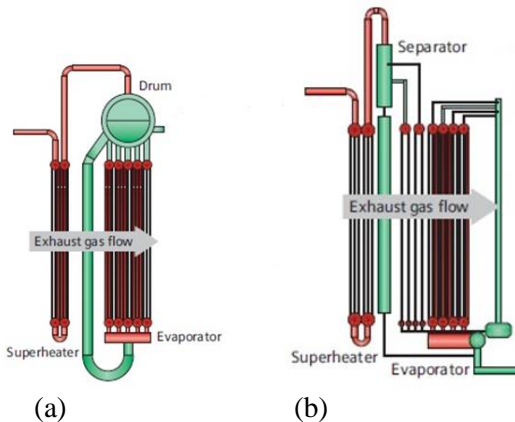 Drum
Exhaust gas flow
Evaporator
Superheater
(a)
Separator
Exhaust gas flow
Superheater
Evaporator
(b)